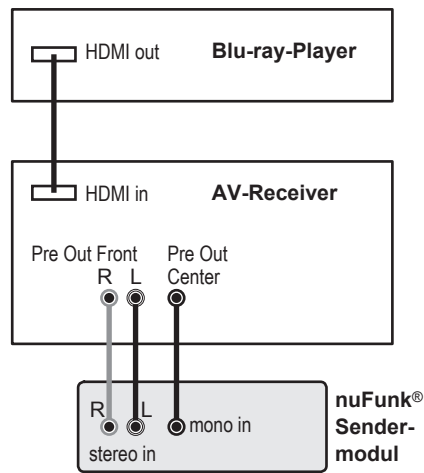 HDMI out Blu-ray-Player
HDMI in AV-Receiver
Pre Out Front Pre Out
R L Center
R L mono in
stereo in
nuFunk®
Sender-
modul